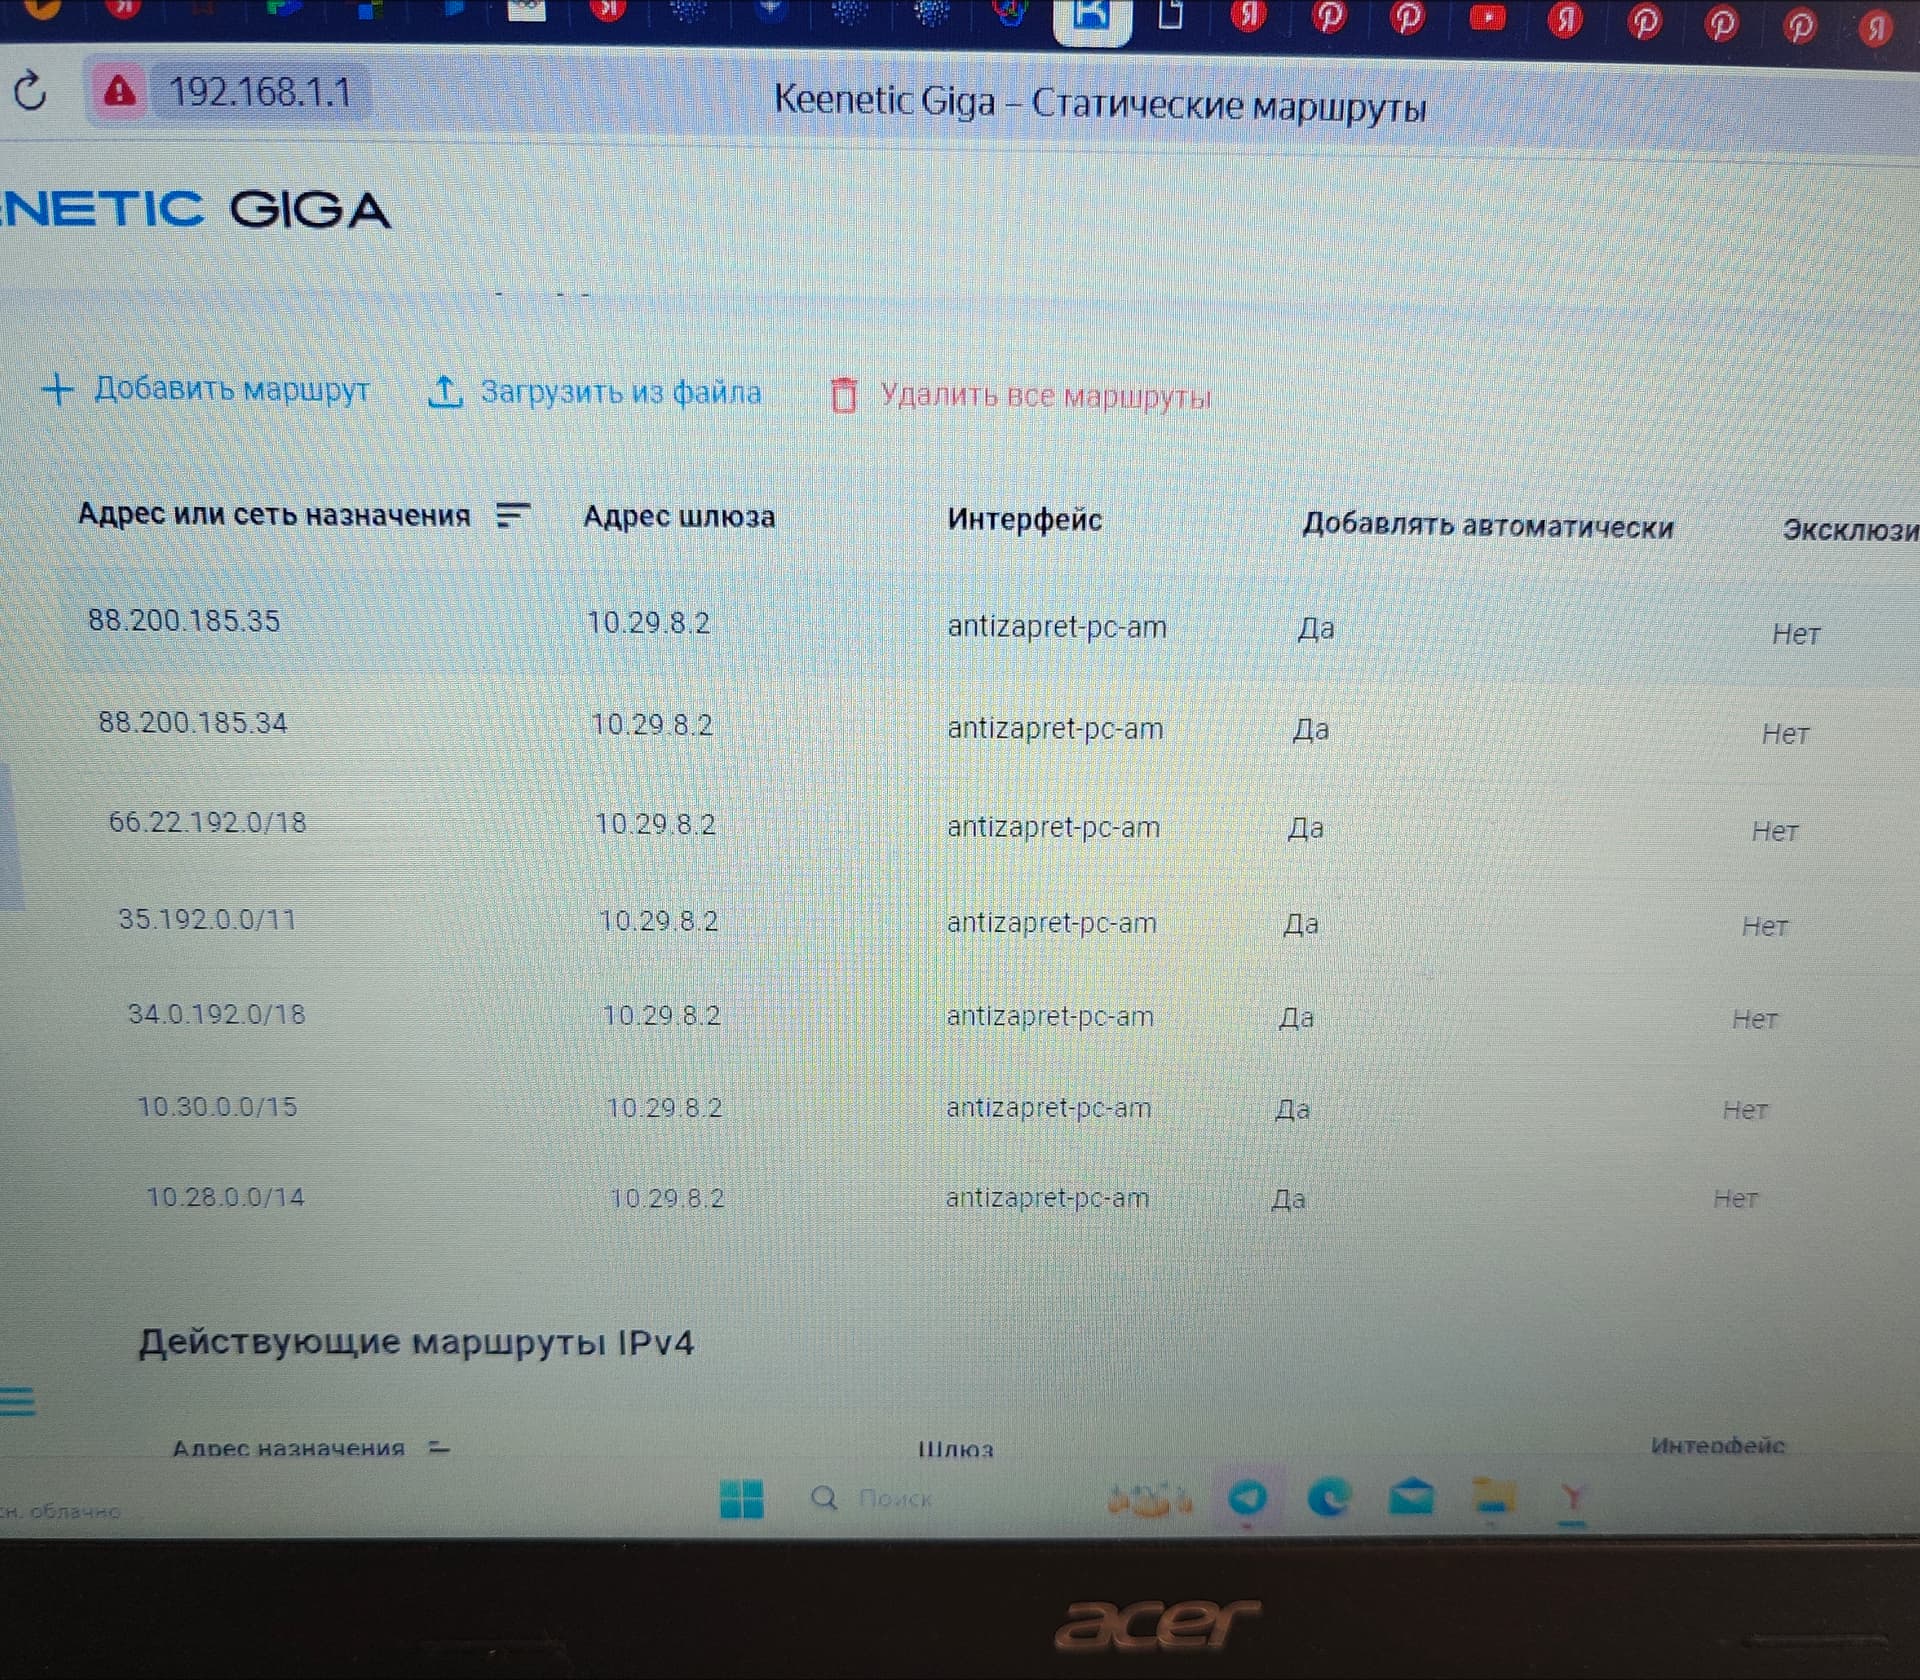 192.168.1.1
Keenetic Giga – Статические маршруты
ENETIC GIGA
Добавить маршрут
Загрузить из файла
Удалить все маршруты
Адрес или сеть назначения Адрес шлюза Интерфейс Добавлять автоматически Эксклюзи
88.200.185.35 10.29.8.2 antizapret-pc-am Да Нет
88.200.185.34 10.29.8.2 antizapret-pc-am Да Нет
66.22.192.0/18 10.29.8.2 antizapret-pc-am Да Нет
35.192.0.0/11 10.29.8.2 antizapret-pc-am Да Нет
34.0.192.0/18 10.29.8.2 antizapret-pc-am Да Нет
10.30.0.0/15 10.29.8.2 antizapret-pc-am Да Нет
10.28.0.0/14 10.29.8.2 antizapret-pc-am Да Нет
Действующие маршруты IPv4
Адрес назначения Шлюз Интерфейс
облачно
Поиск
acer